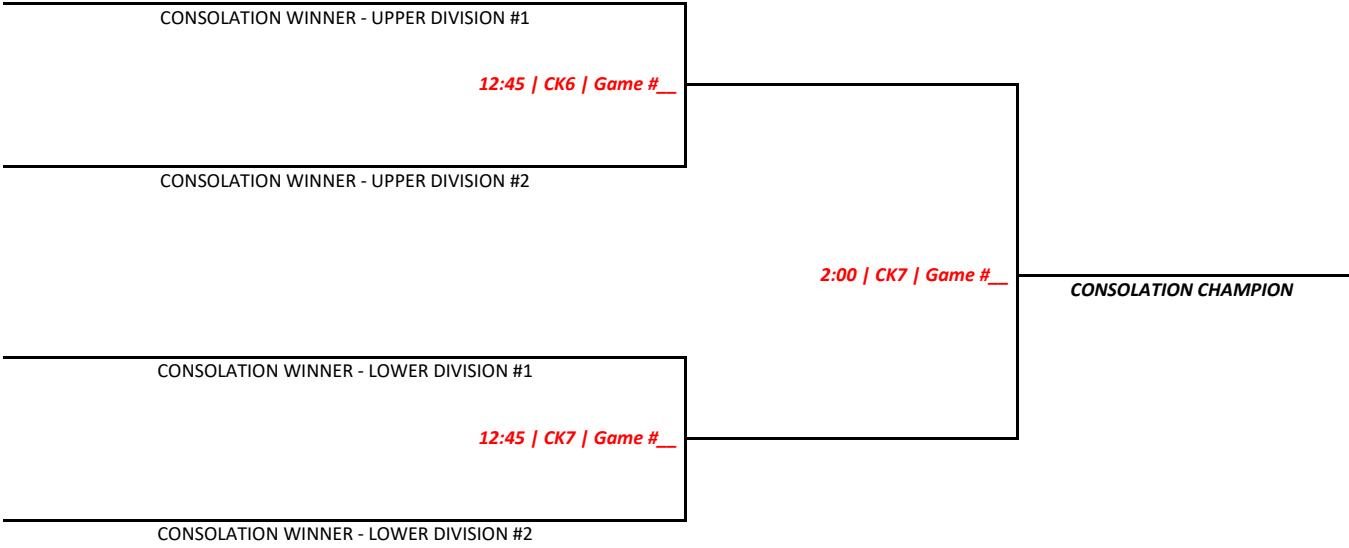 CONSOLATION WINNER - UPPER DIVISION #1
12:45 | CK6 | Game #__
CONSOLATION WINNER - UPPER DIVISION #2
2:00 | CK7 | Game #__
CONSOLATION CHAMPION
CONSOLATION WINNER - LOWER DIVISION #1
12:45 | CK7 | Game #__
CONSOLATION WINNER - LOWER DIVISION #2